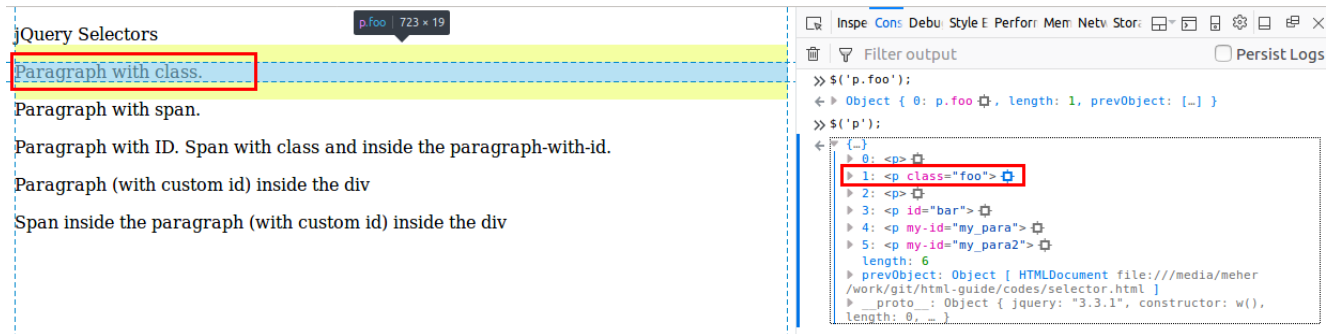 jQuery Selectors
p.foo | 723 × 19
Paragraph with class.
Paragraph with span.
Paragraph with ID. Span with class and inside the paragraph-with-id.
Paragraph (with custom id) inside the div
Span inside the paragraph (with custom id) inside the div
Inspe Cons Debu Style E Perforr Mem Netw Stor
Filter output Persist Logs
$('p.foo');
Object { 0: p.foo , length: 1, prevObject: […] }
$('p');
{…}
0: <p>
1: <p class="foo">
2: <p>
3: <p id="bar">
4: <p my-id="my_para">
5: <p my-id="my_para2">
length: 6
prevObject: Object [ HTMLDocument file:///media/meher
/work/git/html-guide/codes/selector.html ]
__proto__: Object { jquery: "3.3.1", constructor: w(),
length: 0, … }